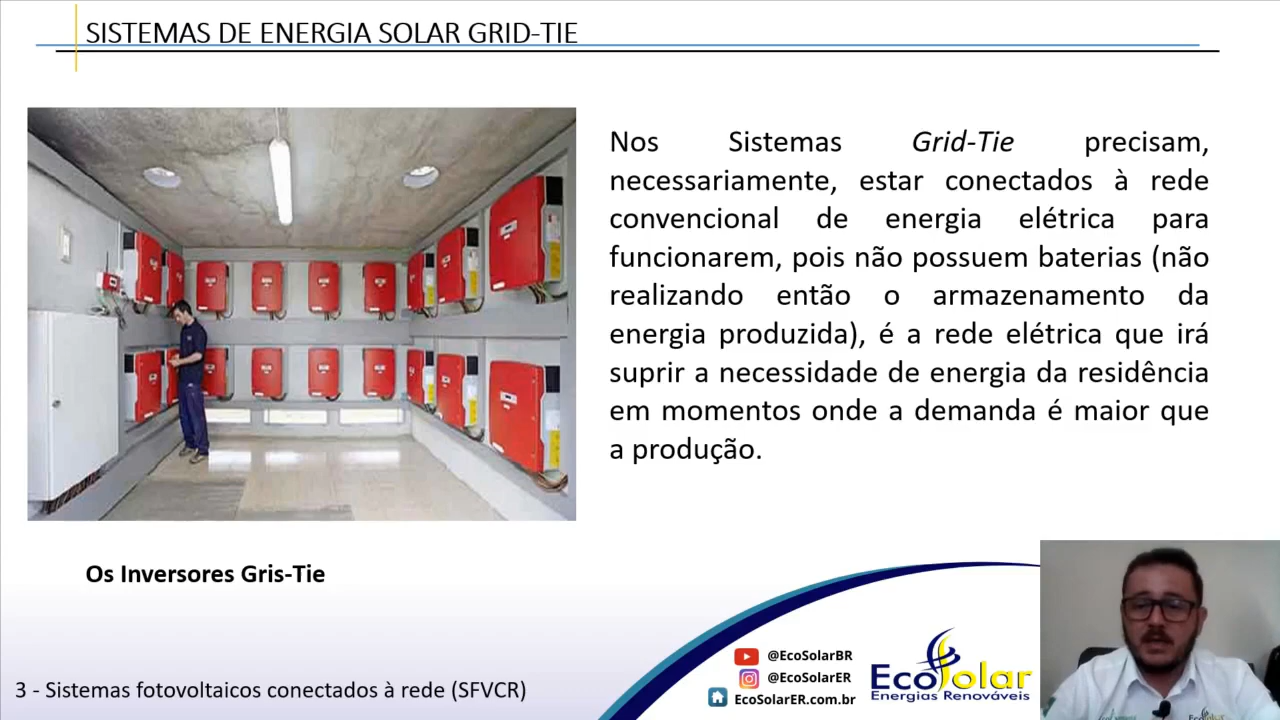 SISTEMAS DE ENERGIA SOLAR GRID-TIE
Nos Sistemas Grid-Tie precisam,
necessariamente, estar conectados à rede
convencional de energia elétrica para
funcionarem, pois não possuem baterias (não
realizando então o armazenamento da
energia produzida), é a rede elétrica que irá
suprir a necessidade de energia da residência
em momentos onde a demanda é maior que
a produção.
Os Inversores Gris-Tie
@EcoSolarBR
@EcoSolarER
EcoSolarER.com.br
EcoSolar
Energias Renováveis
3 - Sistemas fotovoltaicos conectados à rede (SFVCR)